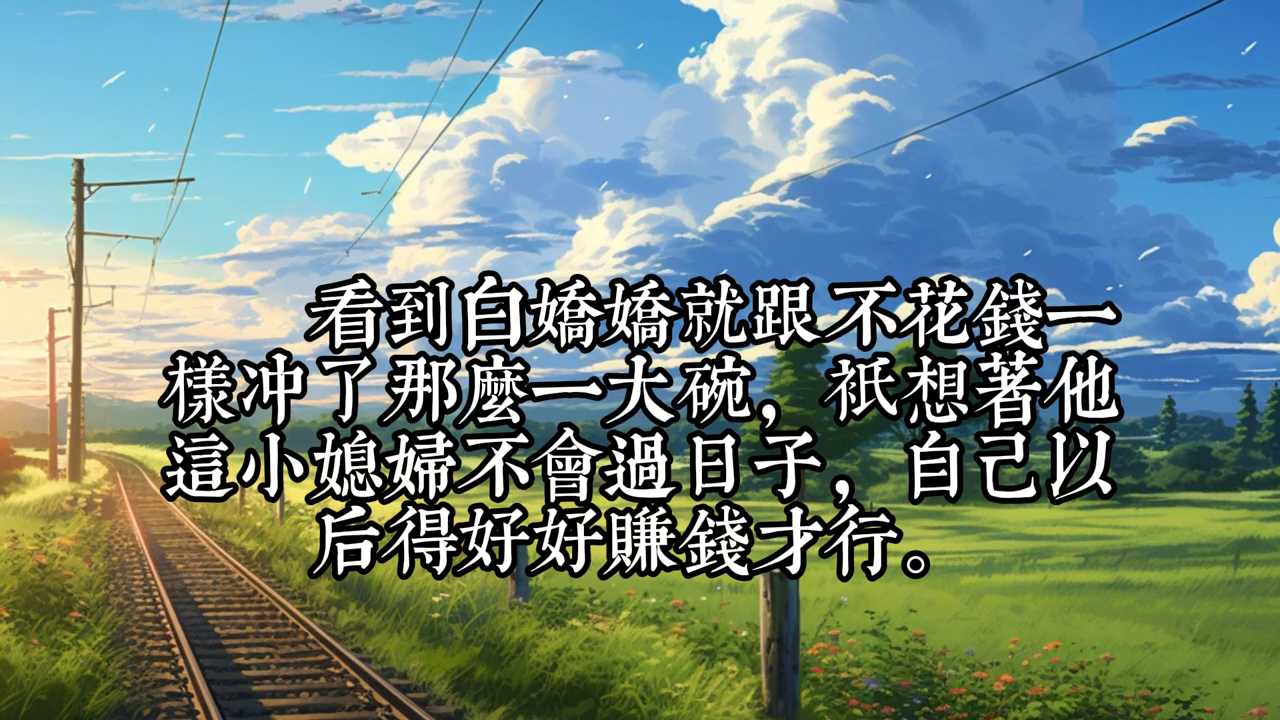 看到白嬌嬌就跟不花錢一
樣冲了那麼一大碗，祇想著他
這小媳婦不會過日子，自己以
后得好好賺錢才行。